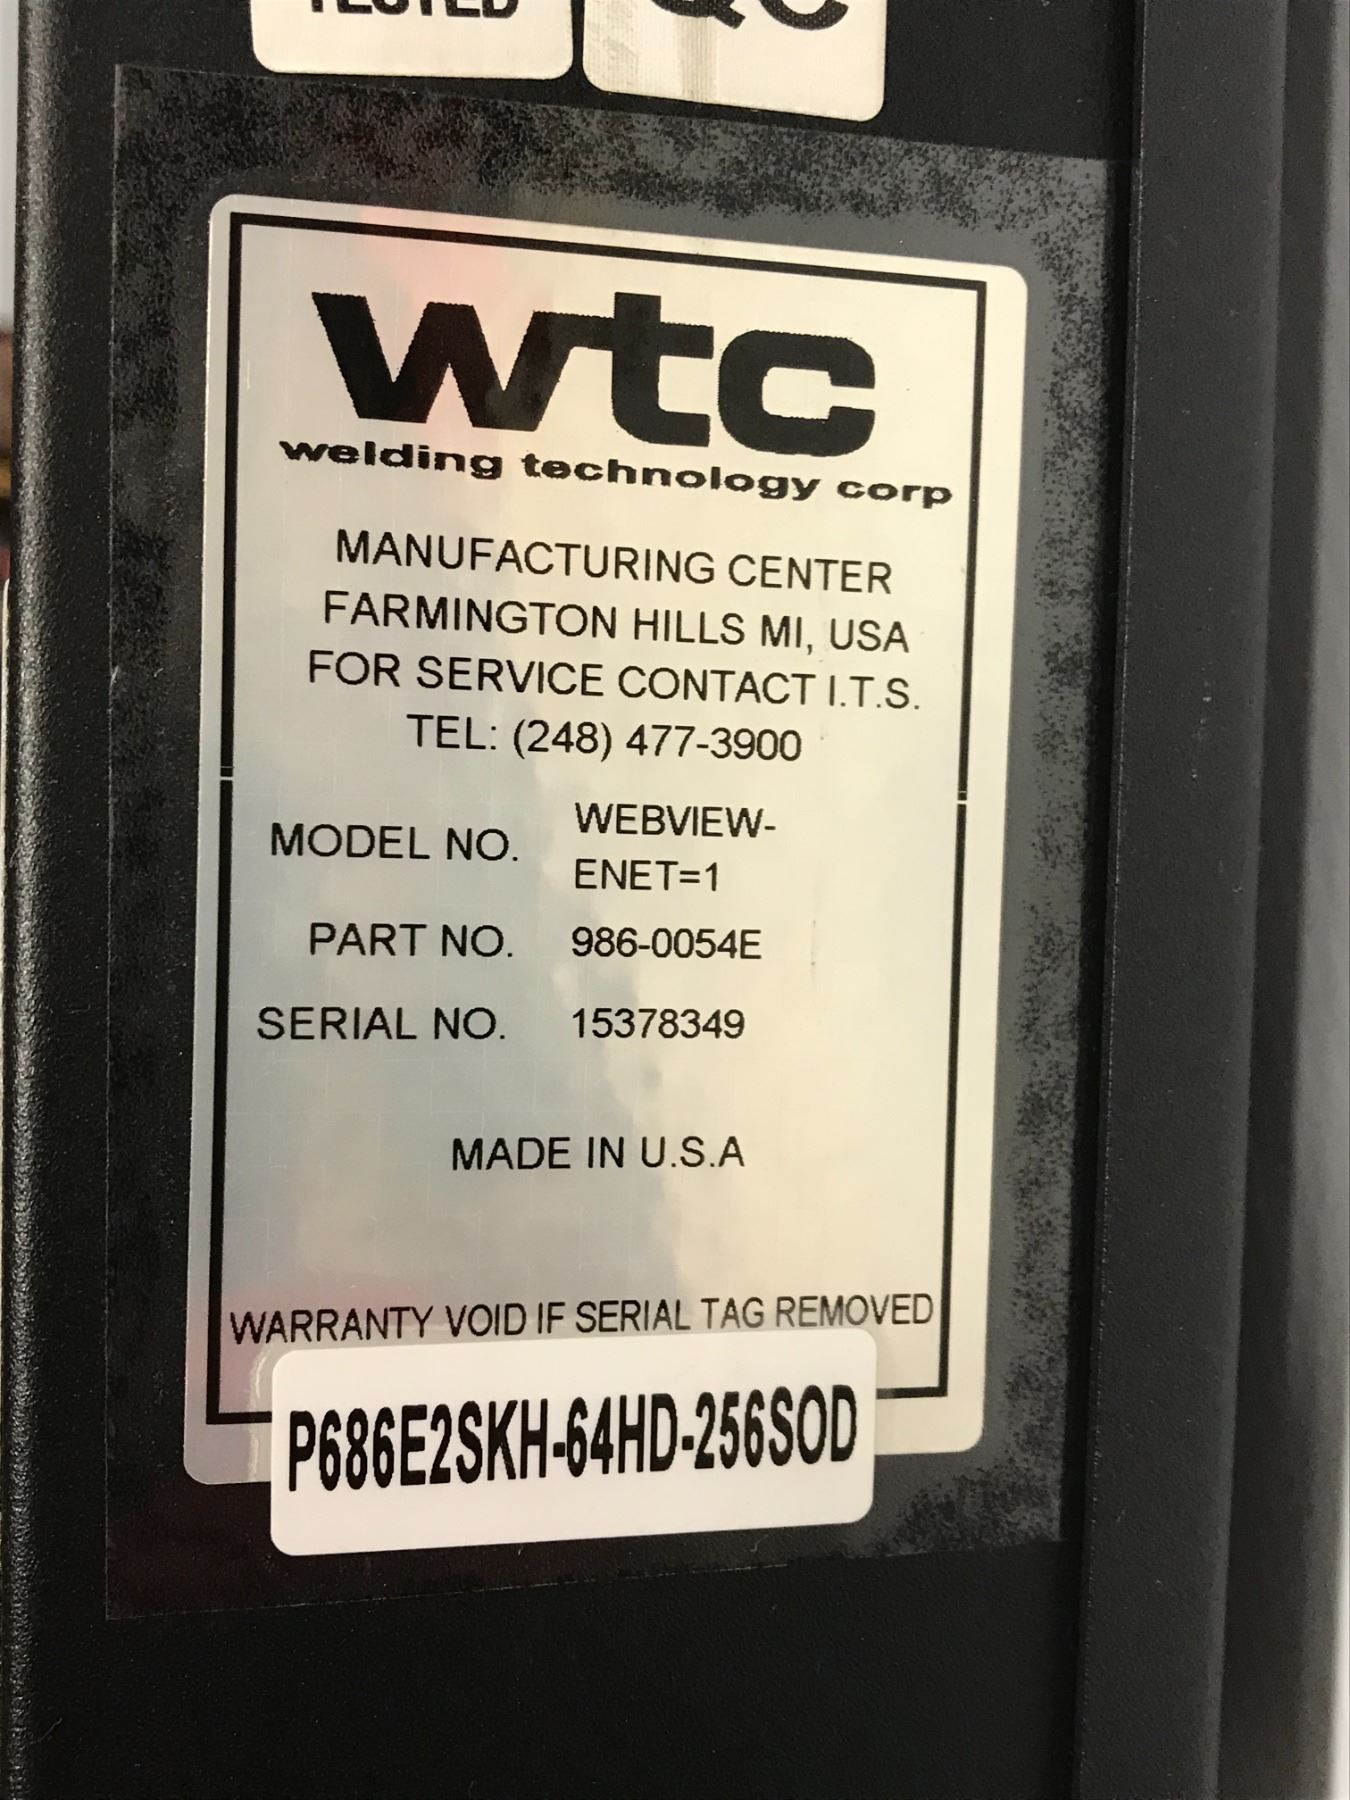 TESTED
QC
wtc
welding technology corp
MANUFACTURING CENTER
FARMINGTON HILLS MI, USA
FOR SERVICE CONTACT I.T.S.
TEL: (248) 477-3900
MODEL NO. WEBVIEW-
ENET=1
PART NO. 986-0054E
SERIAL NO. 15378349
MADE IN U.S.A
WARRANTY VOID IF SERIAL TAG REMOVED
P686E2SKH-64HD-256SOD